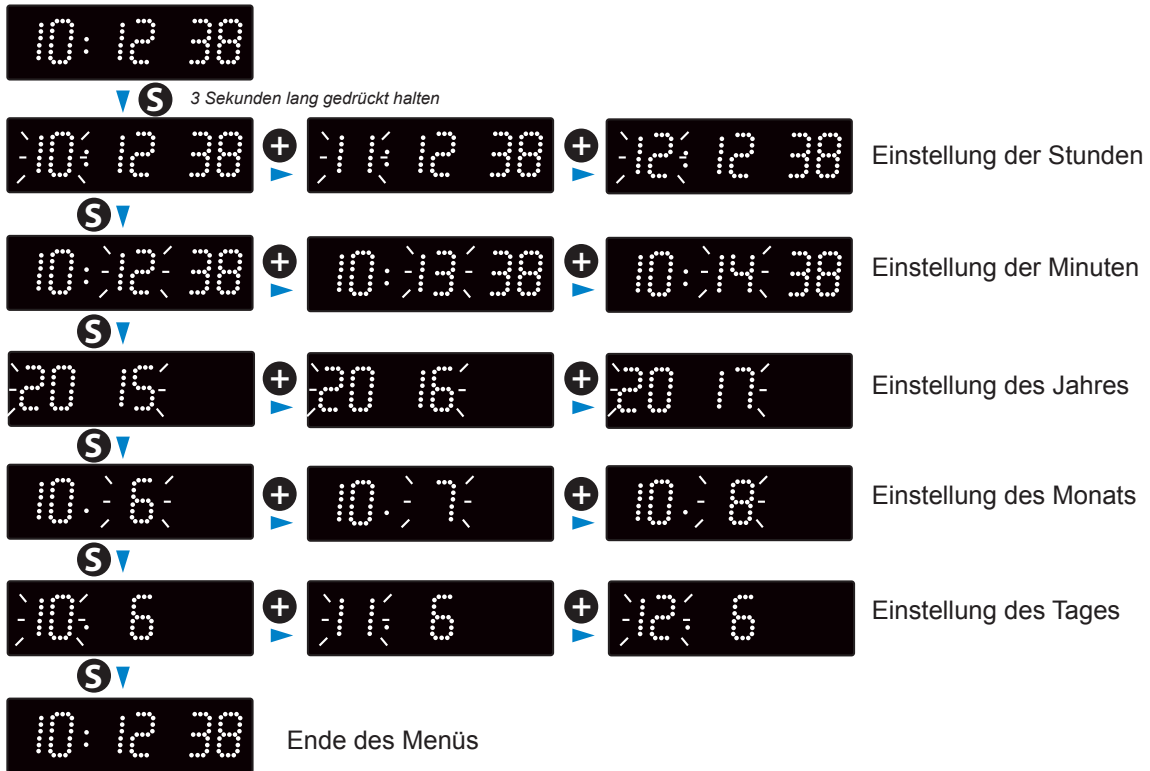 10: 12 38
S 3 Sekunden lang gedrückt halten
10: 12 38 + 11: 12 38 + 12: 12 38 Einstellung der Stunden
S
10: 12 38 + 10: 13 38 + 10: 14 38 Einstellung der Minuten
S
20 15 + 20 16 + 20 17 Einstellung des Jahres
S
10. 6 + 10. 7 + 10. 8 Einstellung des Monats
S
10: 6 + 11: 6 + 12: 6 Einstellung des Tages
S
10: 12 38 Ende des Menüs